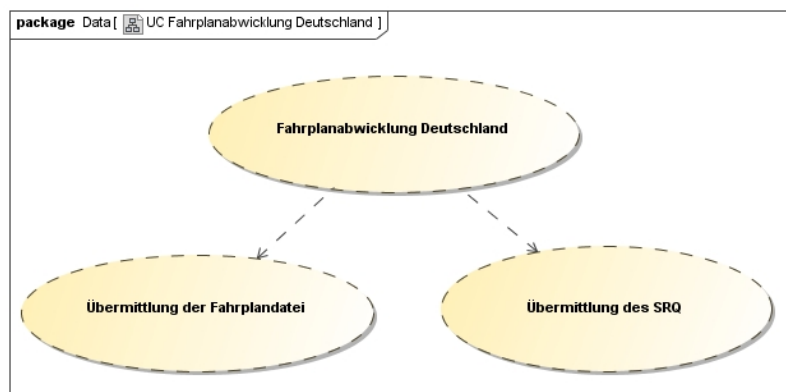 package Data [ UC Fahrplanabwicklung Deutschland ]
Fahrplanabwicklung Deutschland
Übermittlung der Fahrplandatei
Übermittlung des SRQ